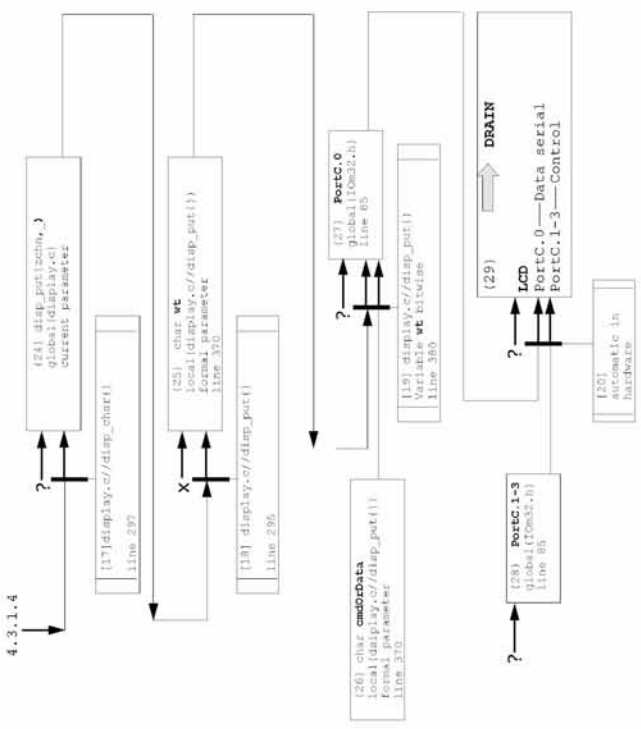 4.3.1.4
?
(24) disp_put(zchn,_)
global(display.c)
current parameter
[17]display.c//disp_char()
line 297
X
(25) char wt
local(display.c//disp_put())
formal parameter
line 370
[18] display.c//disp_put()
line 295
(26) char cmdOrData
local(dsiplay.c//disp_put())
formal parameter
line 370
?
(27) PortC.0
global(IOm32.h)
line 85
[19] display.c//disp_put()
Variable wt bitwise
line 380
?
(28) PortC.1-3
global(IOm32.h)
line 85
?
(29) DRAIN
LCD
PortC.0—Data serial
PortC.1-3—Control
[20]
automatic in
hardware